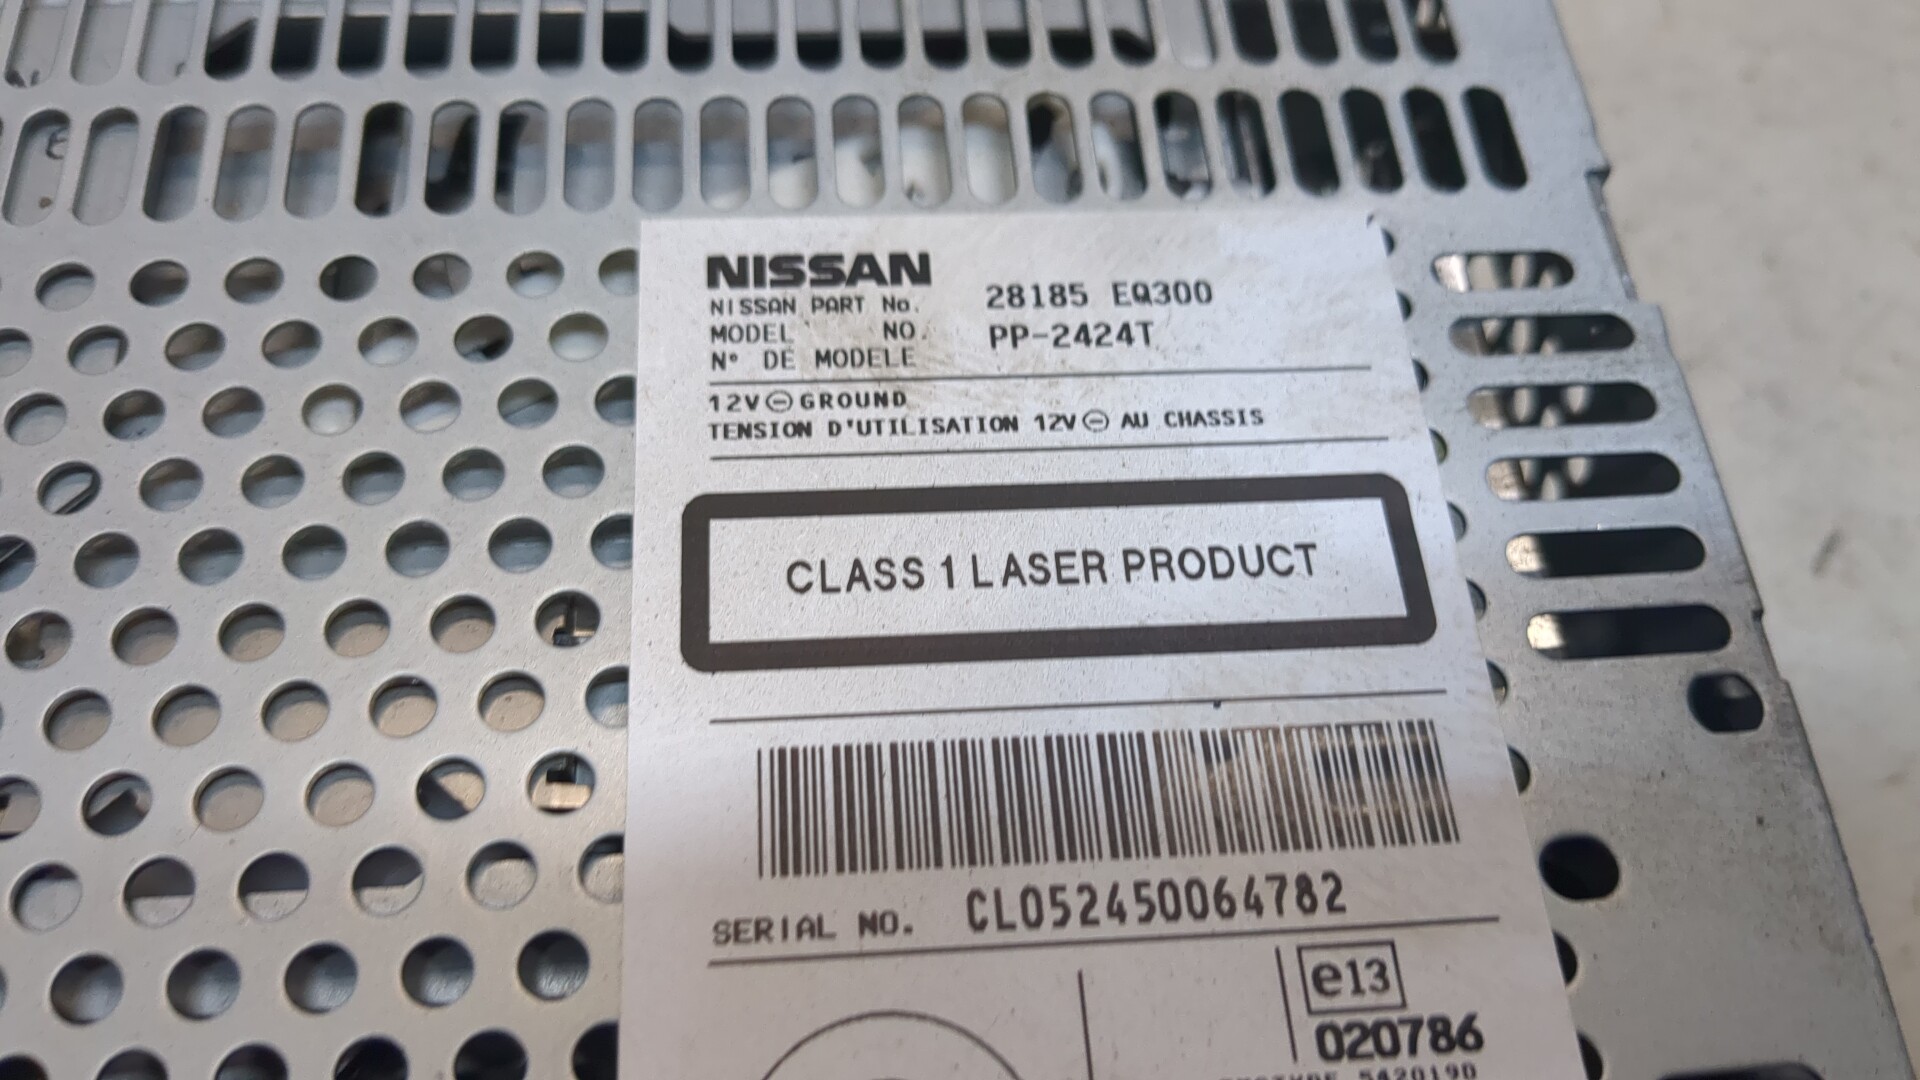 NISSAN
NISSAN PART No. 28185 EQ300
MODEL NO. PP-2424T
N° DE MODELE
12V⊖GROUND
TENSION D'UTILISATION 12V⊖ AU CHASSIS
CLASS 1 LASER PRODUCT
SERIAL NO. CL052450064782
e13
020786
5420190